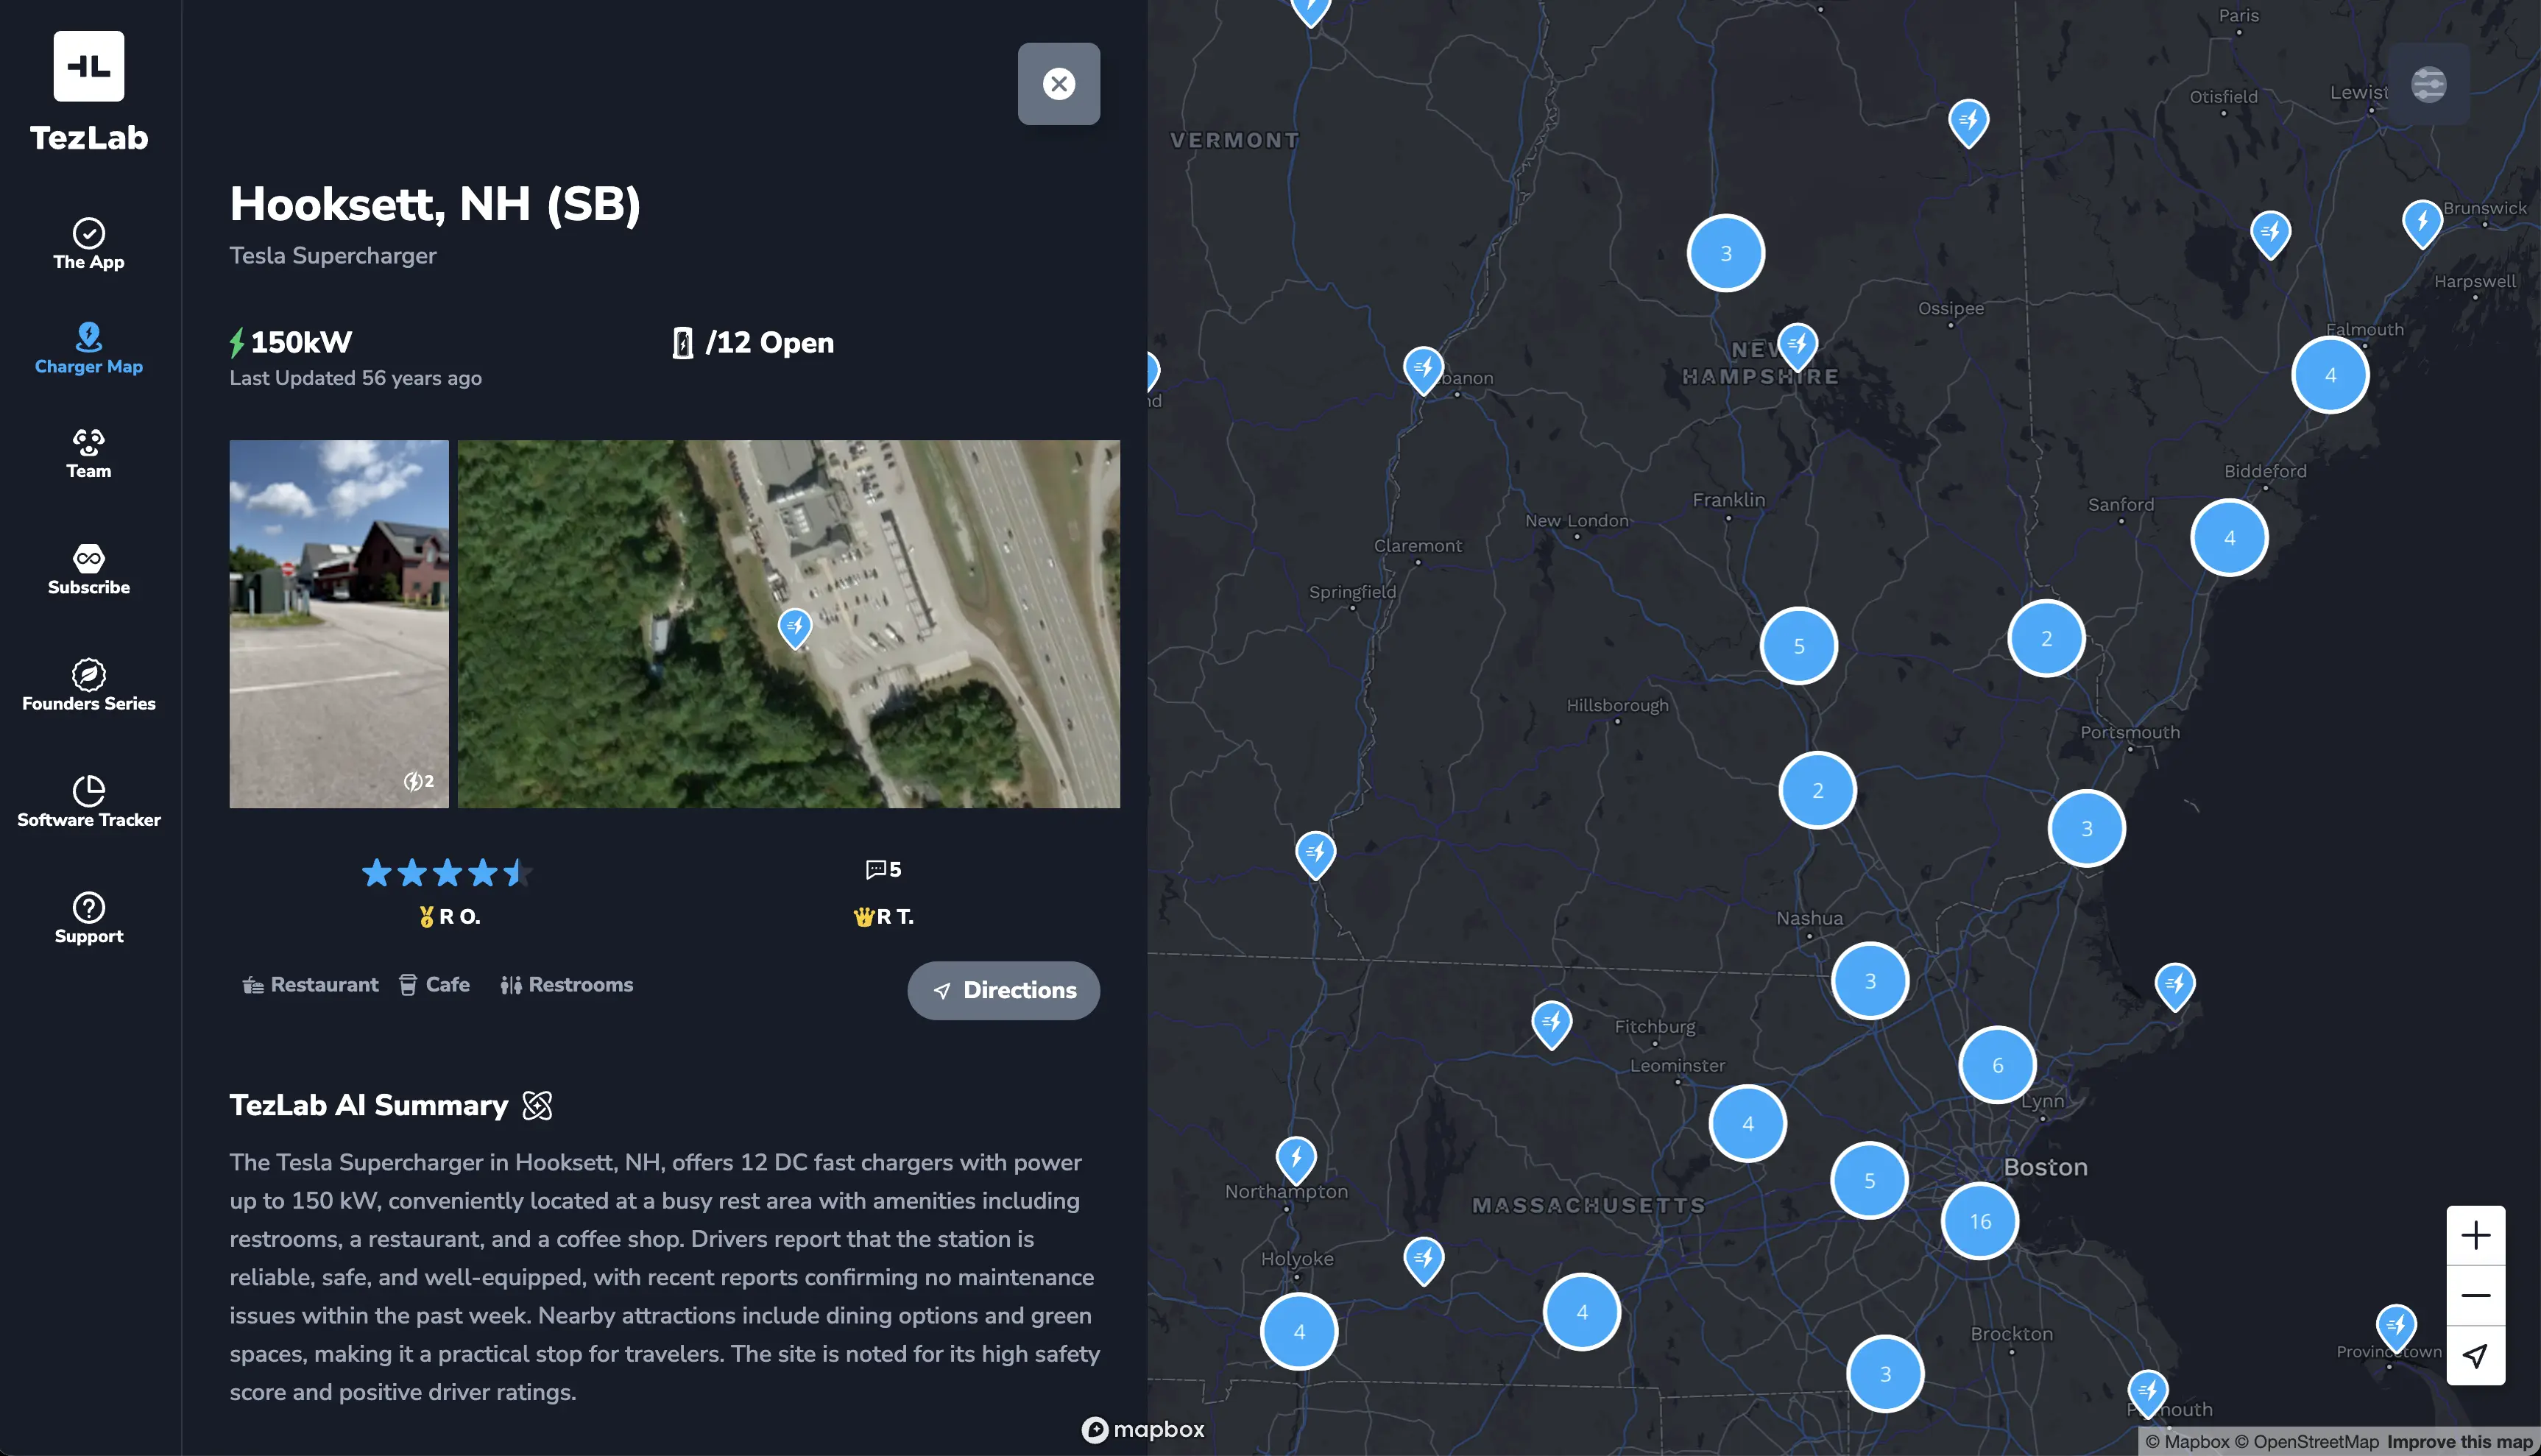 TezLab
The App
Charger Map
Team
Subscribe
Founders Series
Software Tracker
Support
Hooksett, NH (SB)
Tesla Supercharger
150kW
/12 Open
Last Updated 56 years ago
2
5
R O.
R T.
Restaurant
Cafe
Restrooms
Directions
TezLab AI Summary
The Tesla Supercharger in Hooksett, NH, offers 12 DC fast chargers with power
up to 150 kW, conveniently located at a busy rest area with amenities including
restrooms, a restaurant, and a coffee shop. Drivers report that the station is
reliable, safe, and well-equipped, with recent reports confirming no maintenance
issues within the past week. Nearby attractions include dining options and green
spaces, making it a practical stop for travelers. The site is noted for its high safety
score and positive driver ratings.
Paris
Otisfield
Lewist
VERMONT
Brunswick
3
Harpswell
Ossipee
Falmouth
NEW
HAMPSHIRE
banon
4
nd
Biddeford
Franklin
Sanford
New London
4
Claremont
Springfield
5
2
Hillsborough
Portsmouth
2
3
Nashua
3
Fitchburg
Leominster
6
Lynn
4
Boston
5
Northampton
MASSACHUSETTS
16
Holyoke
4
4
Brockton
Provincetown
3
mouth
mapbox
© Mapbox © OpenStreetMap Improve this map